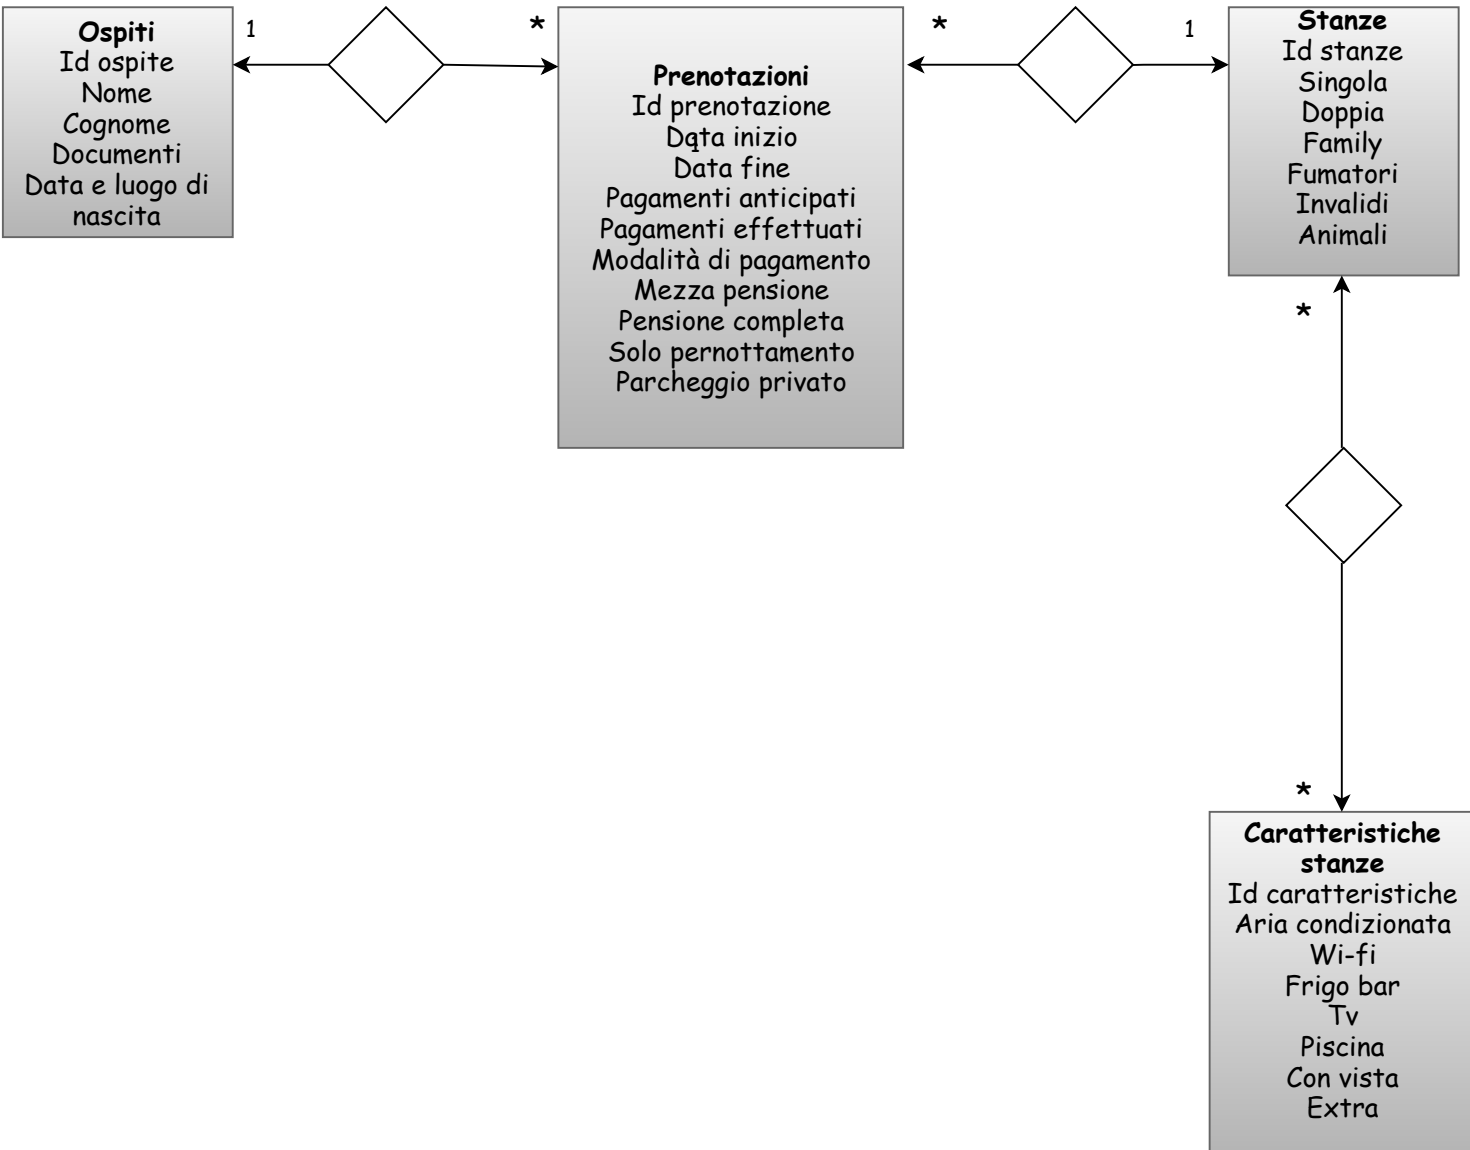 Ospiti
Id ospite
Nome
Cognome
Documenti
Data e luogo di
nascita
1
*
Prenotazioni
Id prenotazione
Data inizio
Data fine
Pagamenti anticipati
Pagamenti effettuati
Modalità di pagamento
Mezza pensione
Pensione completa
Solo pernottamento
Parcheggio privato
*
1
Stanze
Id stanze
Singola
Doppia
Family
Fumatori
Invalidi
Animali
*
*
Caratteristiche
stanze
Id caratteristiche
Aria condizionata
Wi-fi
Frigo bar
Tv
Piscina
Con vista
Extra